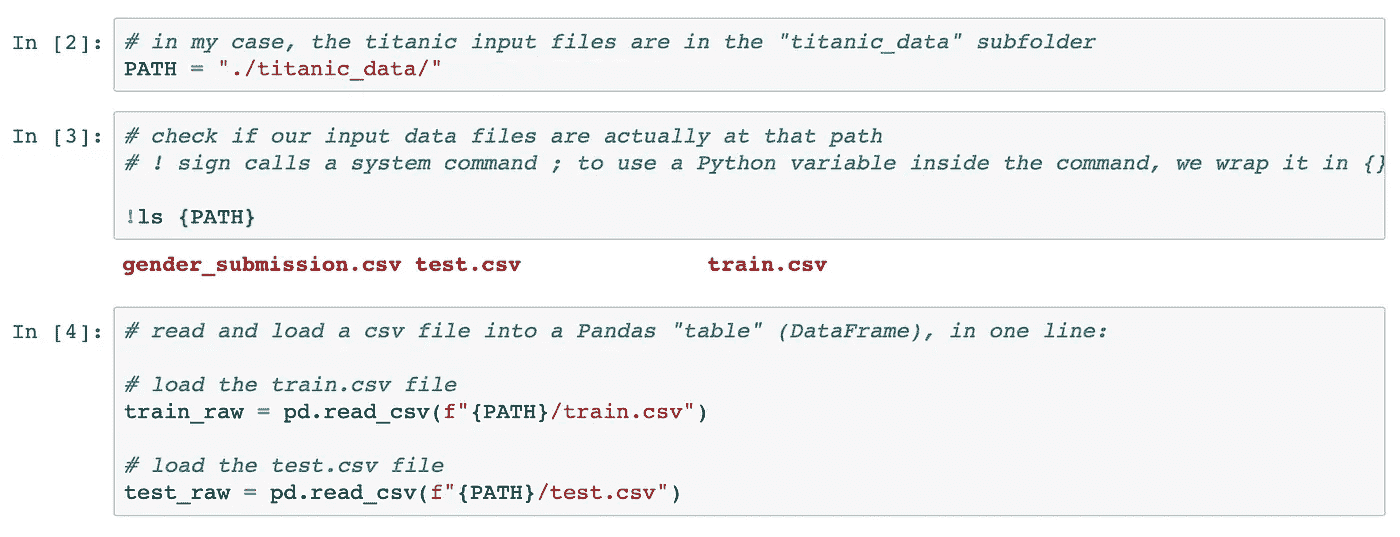 In [2]: # in my case, the titanic input files are in the "titanic_data" subfolder
PATH = "./titanic_data/"
In [3]: # check if our input data files are actually at that path
# ! sign calls a system command ; to use a Python variable inside the command, we wrap it in {}
!ls {PATH}
gender_submission.csv test.csv train.csv
In [4]: # read and load a csv file into a Pandas "table" (DataFrame), in one line:
# load the train.csv file
train_raw = pd.read_csv(f"{PATH}/train.csv")
# load the test.csv file
test_raw = pd.read_csv(f"{PATH}/test.csv")